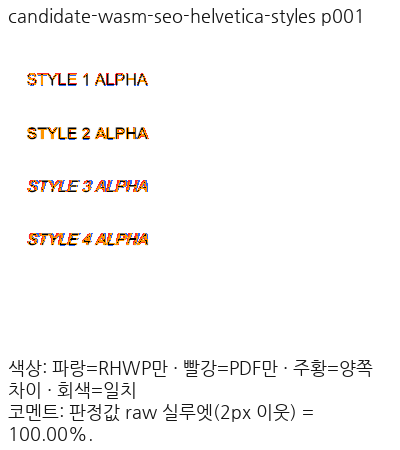 candidate-wasm-seo-helvetica-styles p001
STYLE 1 ALPHA
STYLE 2 ALPHA
STYLE 3 ALPHA
STYLE 4 ALPHA
색상: 파랑=RHWP만 · 빨강=PDF만 · 주황=양쪽
차이 · 회색=일치
코멘트: 판정값 raw 실루엣(2px 이웃) =
100.00%.